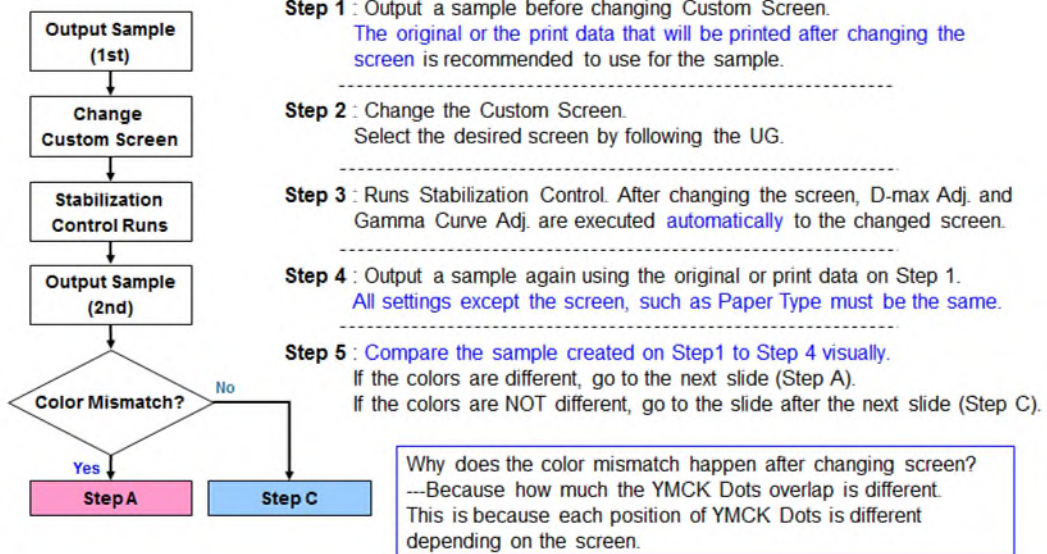 Output Sample
(1st)
Change
Custom Screen
Stabilization
Control Runs
Output Sample
(2nd)
Color Mismatch?
No
Yes
Step A
Step C
Step 1 : Output a sample before changing Custom Screen.
The original or the print data that will be printed after changing the
screen is recommended to use for the sample.
Step 2 : Change the Custom Screen.
Select the desired screen by following the UG.
Step 3 : Runs Stabilization Control. After changing the screen, D-max Adj. and
Gamma Curve Adj. are executed automatically to the changed screen.
Step 4 : Output a sample again using the original or print data on Step 1.
All settings except the screen, such as Paper Type must be the same.
Step 5 : Compare the sample created on Step1 to Step 4 visually.
If the colors are different, go to the next slide (Step A).
If the colors are NOT different, go to the slide after the next slide (Step C).
Why does the color mismatch happen after changing screen?
---Because how much the YMCK Dots overlap is different.
This is because each position of YMCK Dots is different
depending on the screen.